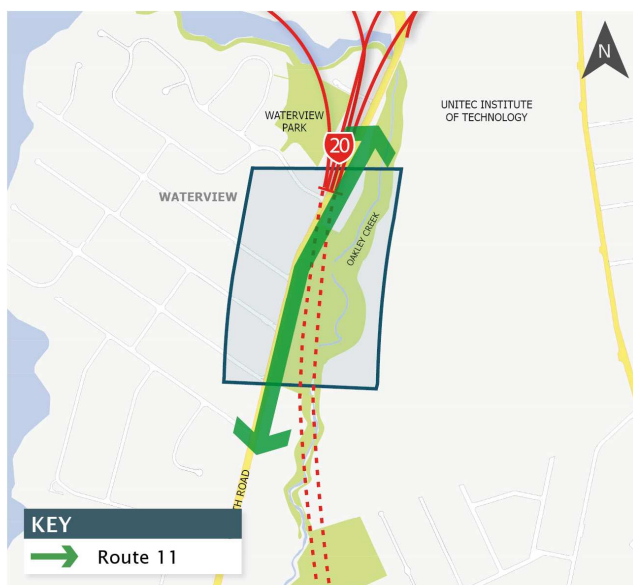 N
UNITEC INSTITUTE
OF TECHNOLOGY
WATERVIEW
PARK
20
WATERVIEW
OAKLEY CREEK
TH ROAD
KEY
Route 11